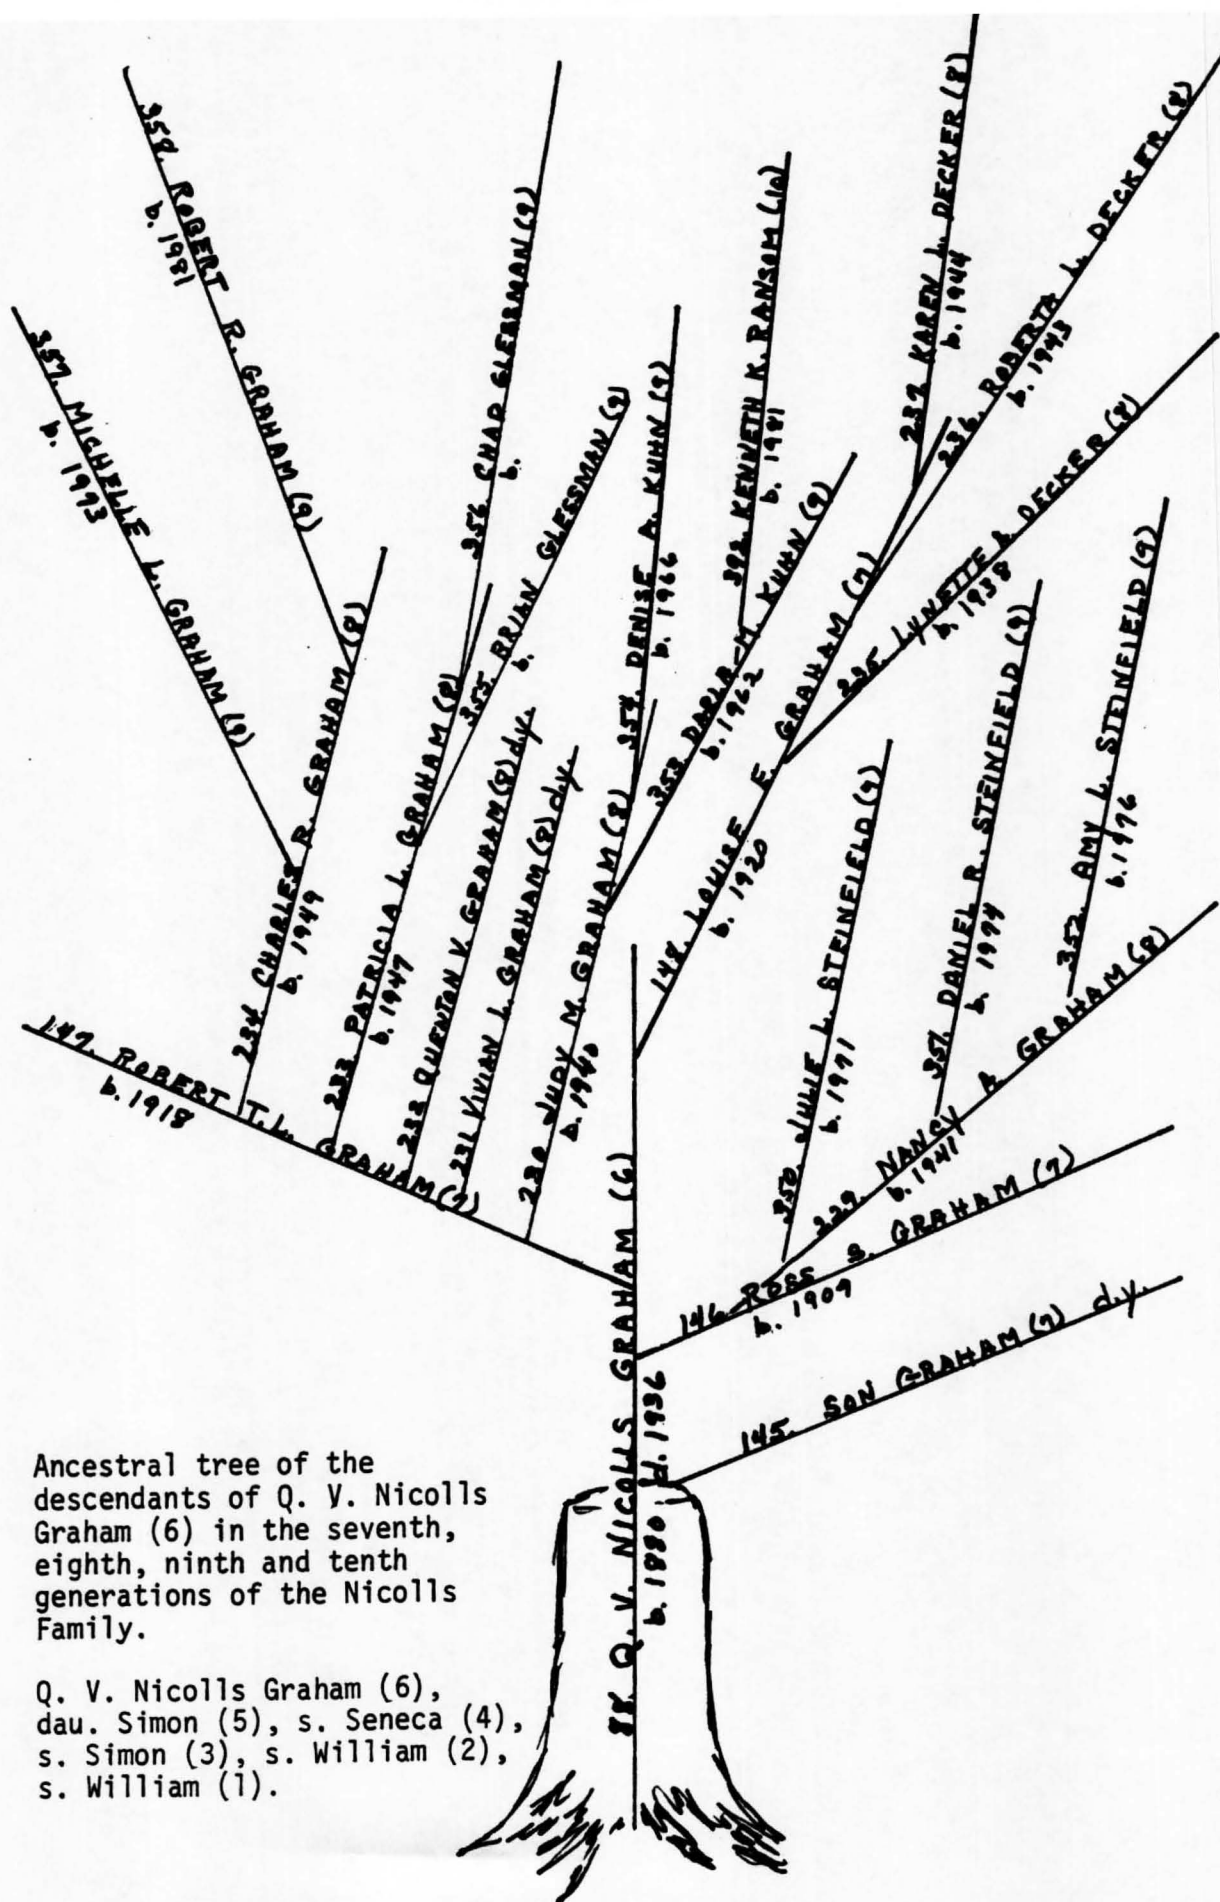 358. ROBERT R. GRAHAM (9)
b. 1981
357. MICHELLE L. GRAHAM (9)
b. 1973
356. CHAD GLESSMAN (9)
b.
355. BRIAN GLESSMAN (9)
b.
354. DENISE A. KUHN (9)
b. 1966
392. KENNETH K. RANSOM (10)
b. 1981
353. DARLA M. KUHN (9)
b. 1962
237. KAREN L. DECKER (8)
b. 1944
236. ROBERTA L. DECKER (8)
b. 1943
235. LYNETTE S. DECKER (8)
b. 1938
148. LOUISE E. GRAHAM (7)
b. 1920
234. CHARLES R. GRAHAM (8)
b. 1949
233. PATRICIA L. GRAHAM (8)
b. 1947
232. QUENTON V. GRAHAM (8) d.y.
231. VIVIAN L. GRAHAM (8) d.y.
230. JUDY M. GRAHAM (8)
b. 1940
147. ROBERT T. L. GRAHAM (7)
b. 1918
350. JULIE L. STEINFIELD (9)
b. 1971
351. DANIEL R. STEINFIELD (9)
b. 1974
352. AMY L. STEINFIELD (9)
b. 1976
229. NANCY A. GRAHAM (8)
b. 1941
146. ROSS S. GRAHAM (7)
b. 1909
145. SON GRAHAM (7) d.y.
88. Q. V. NICOLLS GRAHAM (6)
b. 1880 d. 1936
Ancestral tree of the
descendants of Q. V. Nicolls
Graham (6) in the seventh,
eighth, ninth and tenth
generations of the Nicolls
Family.
Q. V. Nicolls Graham (6),
dau. Simon (5), s. Seneca (4),
s. Simon (3), s. William (2),
s. William (1).